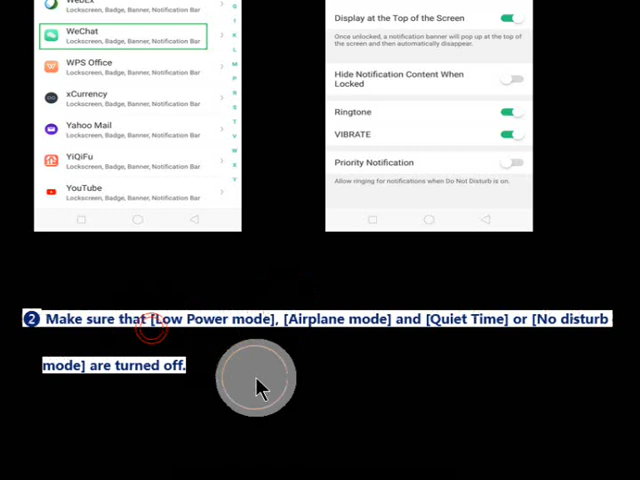 WebEx
Lockscreen, Badge, Banner, Notification Bar
WeChat
Lockscreen, Badge, Banner, Notification Bar
WPS Office
Lockscreen, Badge, Banner, Notification Bar
xCurrency
Lockscreen, Badge, Banner, Notification Bar
Yahoo Mail
Lockscreen, Badge, Banner, Notification Bar
YiQiFu
Lockscreen, Badge, Banner, Notification Bar
YouTube
Lockscreen, Badge, Banner, Notification Bar
Display at the Top of the Screen
Once unlocked, a notification banner will pop up at the top of
the screen and then automatically disappear.
Hide Notification Content When
Locked
Ringtone
VIBRATE
Priority Notification
Allow ringing for notifications when Do Not Disturb is on.
2 Make sure that [Low Power mode], [Airplane mode] and [Quiet Time] or [No disturb
mode] are turned off.